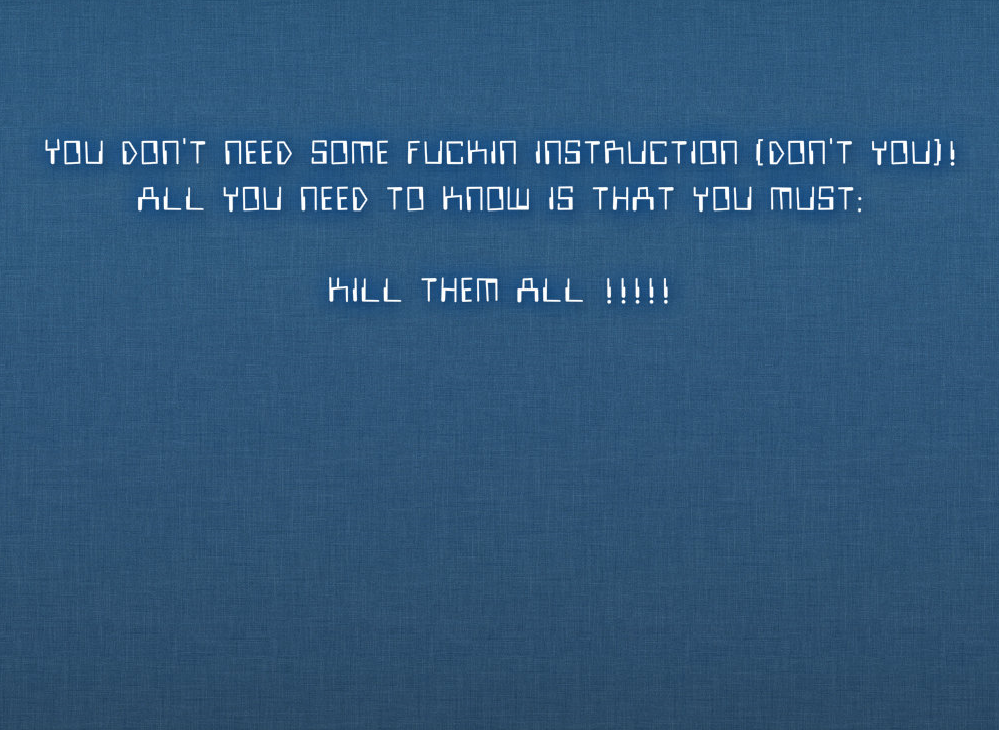 YOU DON'T NEED SOME FUCKIN INSTRUCTION (DON'T YOU)!
ALL YOU NEED TO KNOW IS THAT YOU MUST:
KILL THEM ALL !!!!!